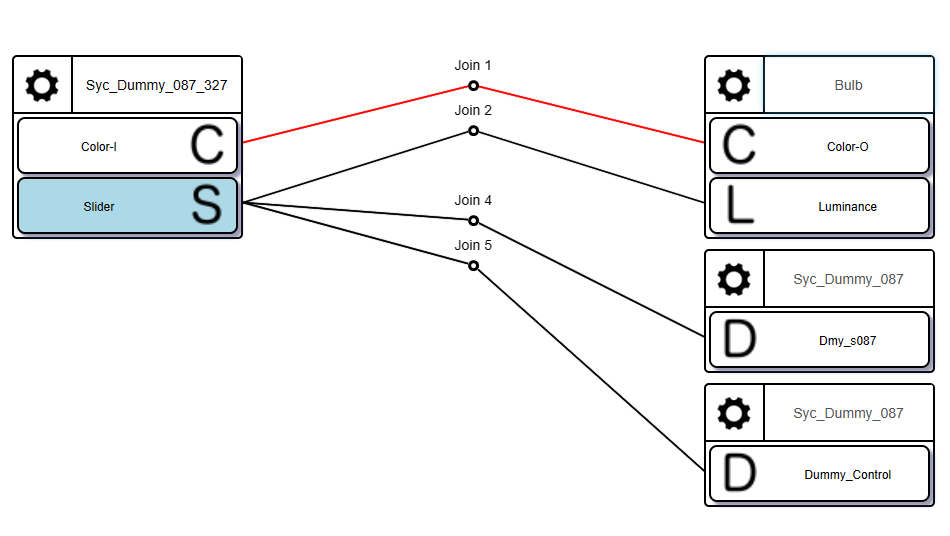 Join 1
Syc_Dummy_087_327
Bulb
Join 2
Color-I
C
C
Color-O
Join 4
Slider
S
L
Luminance
Join 5
Syc_Dummy_087
D
Dmy_s087
Syc_Dummy_087
D
Dummy_Control